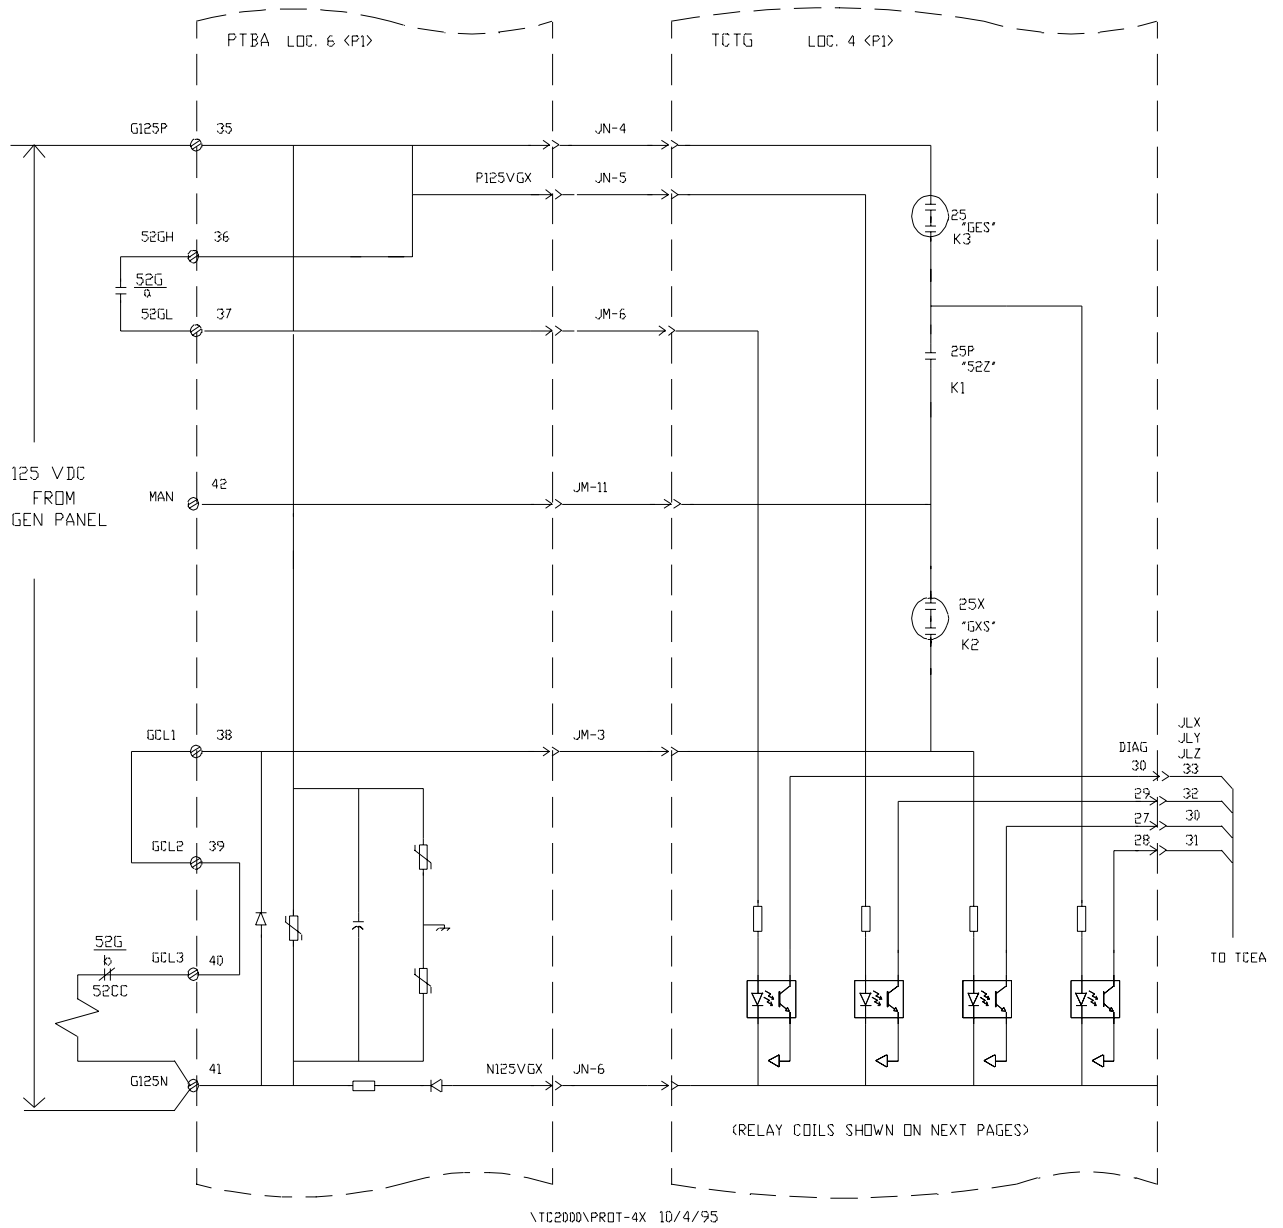 PTBA LOC. 6 <P1>
TCTG LOC. 4 <P1>
G125P 35
JN-4
P125VGX JN-5
25
"GES"
K3
52GH 36
52G
a
52GL 37
JM-6
25P
"52Z"
K1
125 VDC
FROM
GEN PANEL
MAN 42
JM-11
25X
"GXS"
K2
GCL1 38
JM-3
JLX
JLY
JLZ
DIAG
30 33
29 32
27 30
28 31
GCL2 39
52G
b
52CC
GCL3 40
TO TCEA
G125N 41
N125VGX JN-6
(RELAY COILS SHOWN ON NEXT PAGES)
\TC2000\PROT-4X 10/4/95